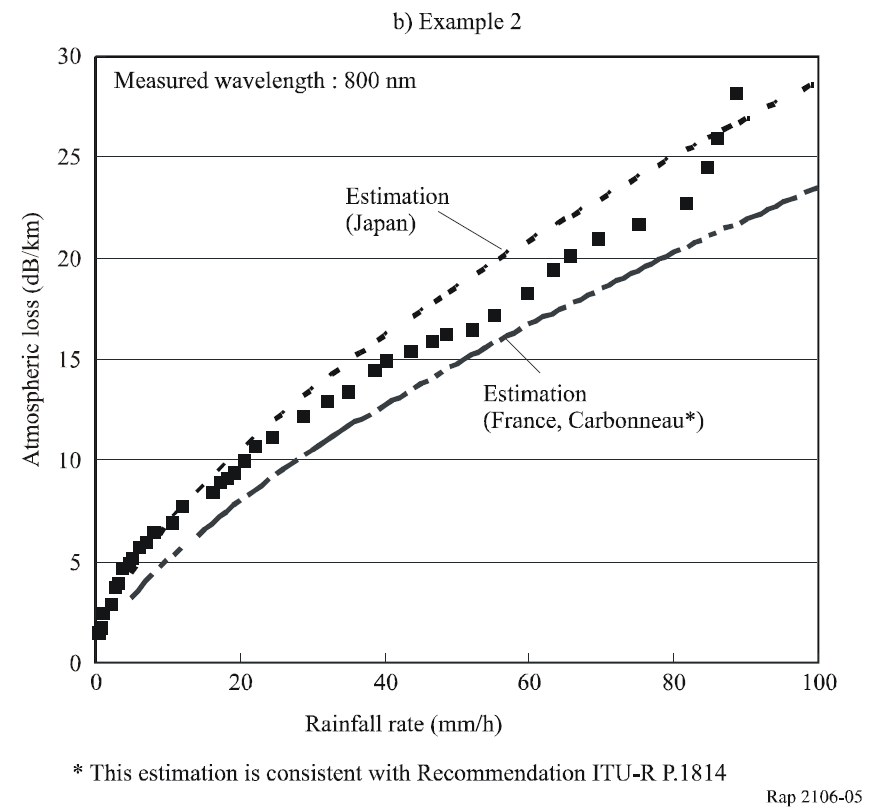 b) Example 2
30
Measured wavelength : 800 nm
25
Estimation
(Japan)
20
Atmospheric loss (dB/km)
15
Estimation
(France, Carbonneau*)
10
5
0
0 20 40 60 80 100
Rainfall rate (mm/h)
* This estimation is consistent with Recommendation ITU-R P.1814
Rap 2106-05